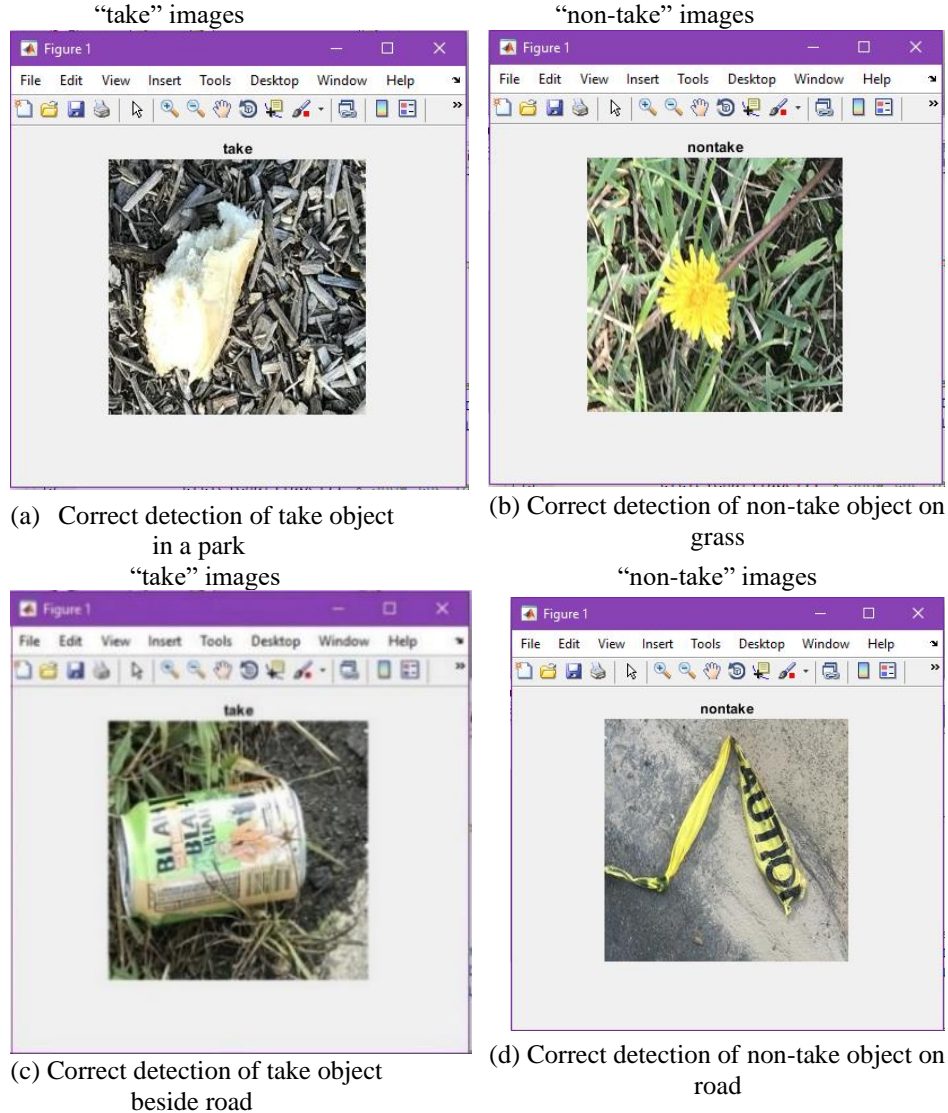 “take” images
“non-take” images
Figure 1
File Edit View Insert Tools Desktop Window Help
take
Figure 1
File Edit View Insert Tools Desktop Window Help
nontake
(a) Correct detection of take object
in a park
(b) Correct detection of non-take object on
grass
“take” images
“non-take” images
Figure 1
File Edit View Insert Tools Desktop Window Help
take
BLAH
BLAH
BLAH
Figure 1
File Edit View Insert Tools Desktop Window Help
nontake
AUTION
(c) Correct detection of take object
beside road
(d) Correct detection of non-take object on
road